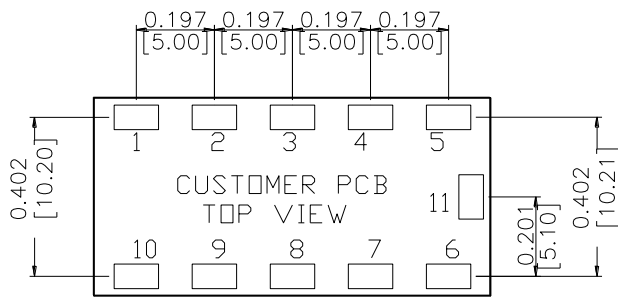 0.197 0.197 0.197 0.197
[5.00] [5.00] [5.00] [5.00]
1 2 3 4 5
0.402
[10.20]
CUSTOMER PCB
TOP VIEW
11
0.201
[5.10]
0.402
[10.21]
10 9 8 7 6